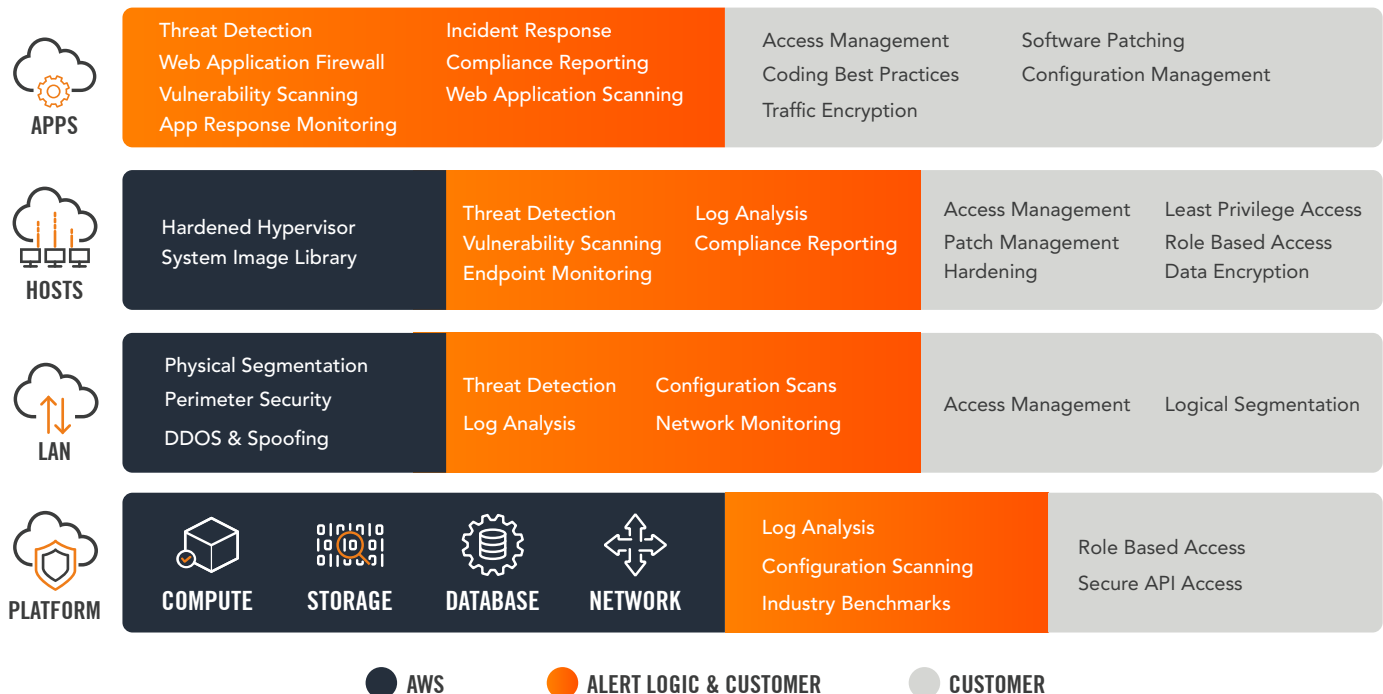 APPS
Threat Detection
Web Application Firewall
Vulnerability Scanning
App Response Monitoring
Incident Response
Compliance Reporting
Web Application Scanning
Access Management
Coding Best Practices
Traffic Encryption
Software Patching
Configuration Management
HOSTS
Hardened Hypervisor
System Image Library
Threat Detection
Vulnerability Scanning
Endpoint Monitoring
Log Analysis
Compliance Reporting
Access Management
Patch Management
Hardening
Least Privilege Access
Role Based Access
Data Encryption
LAN
Physical Segmentation
Perimeter Security
DDOS & Spoofing
Threat Detection
Log Analysis
Configuration Scans
Network Monitoring
Access Management
Logical Segmentation
PLATFORM
COMPUTE
STORAGE
DATABASE
NETWORK
Log Analysis
Configuration Scanning
Industry Benchmarks
Role Based Access
Secure API Access
AWS
ALERT LOGIC & CUSTOMER
CUSTOMER